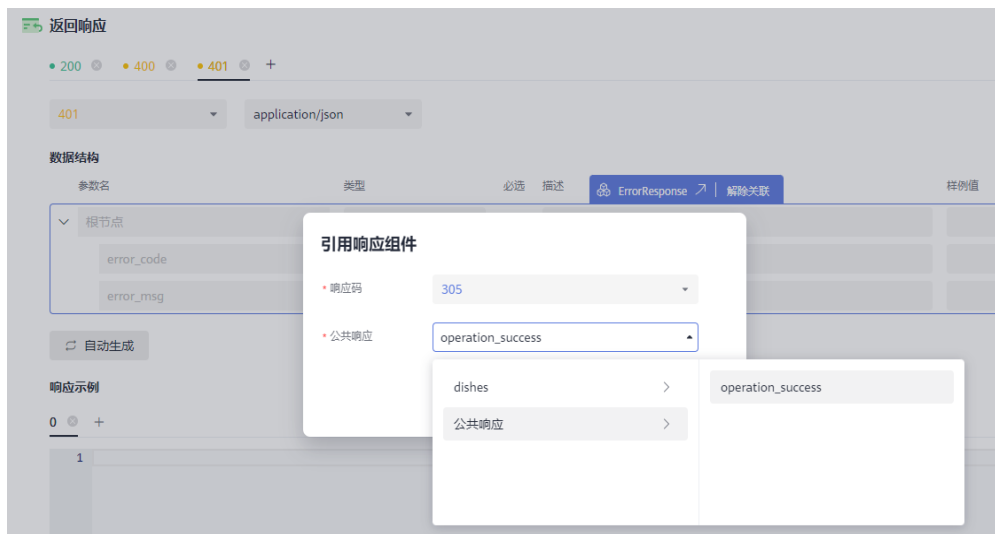 返回响应
200 400 401 +
401 application/json
数据结构
参数名 类型 必选 描述 ErrorResponse 解除关联 样例值
根节点
error_code
error_msg
引用响应组件
* 响应码 305
* 公共响应 operation_success
dishes
公共响应
operation_success
自动生成
响应示例
0 +
1